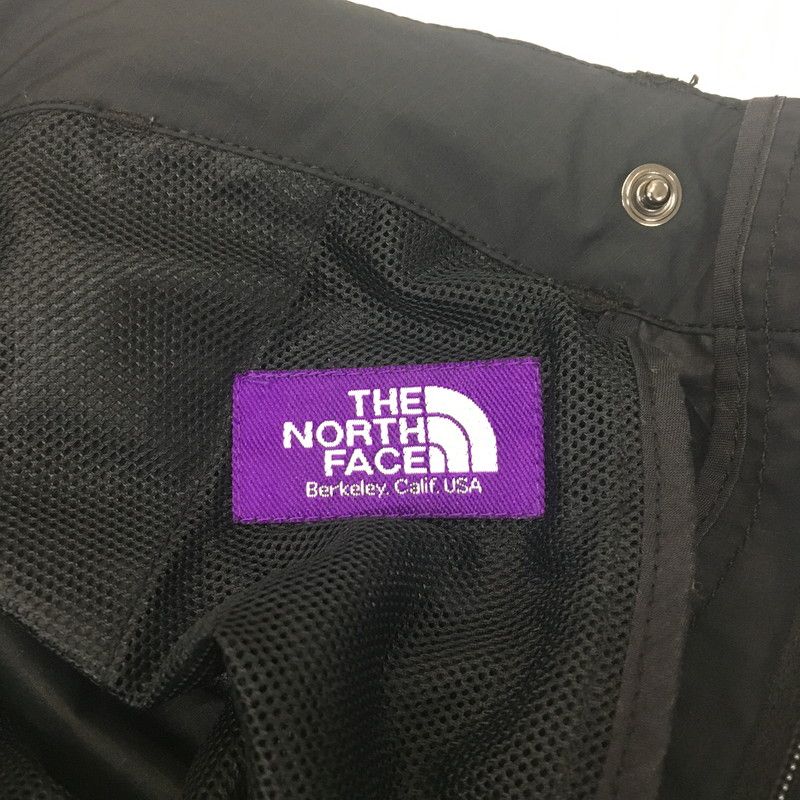 THE
NORTH
FACE
Berkeley. Calif. USA